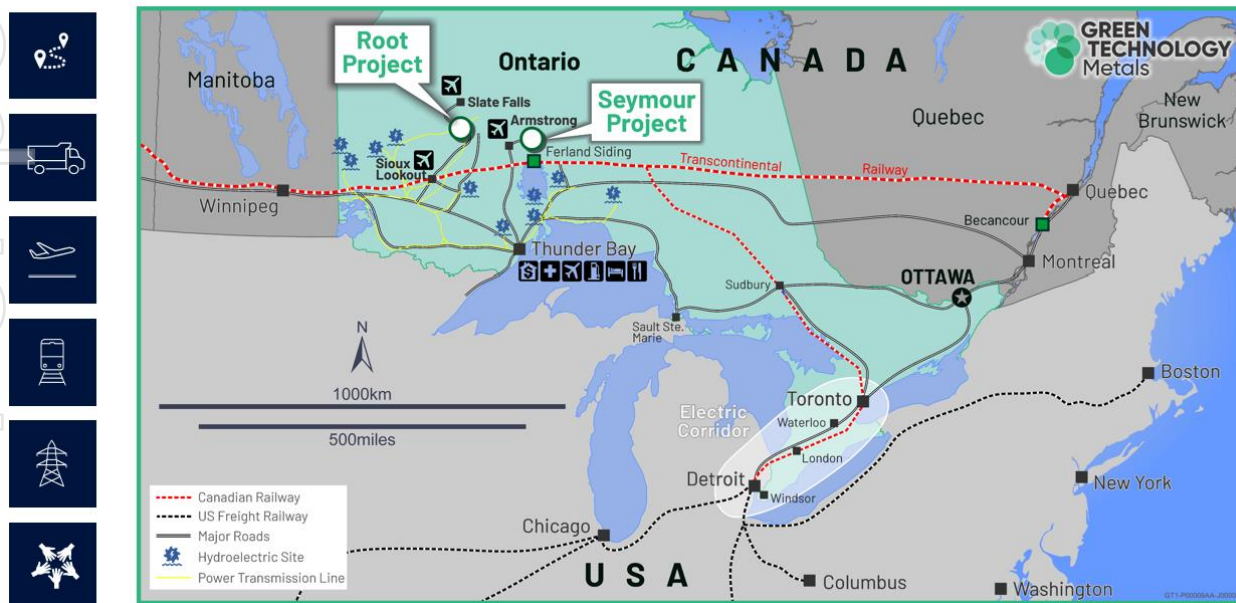 Root
Project
Ontario
CANADA
GREEN
TECHNOLOGY
Metals
Manitoba
Slate Falls
Seymour
Project
Quebec
New
Brunswick
Armstrong
Ferland Siding
Sioux
Lookout
Transcontinental
Railway
Winnipeg
Quebec
Becancour
Thunder Bay
Montreal
OTTAWA
Sudbury
Sault Ste.
Marie
N
1000km
500miles
Boston
Toronto
Electric
Corridor
Waterloo
London
Detroit
Windsor
New York
Canadian Railway
US Freight Railway
Major Roads
Hydroelectric Site
Power Transmission Line
Chicago
USA
Columbus
Washington